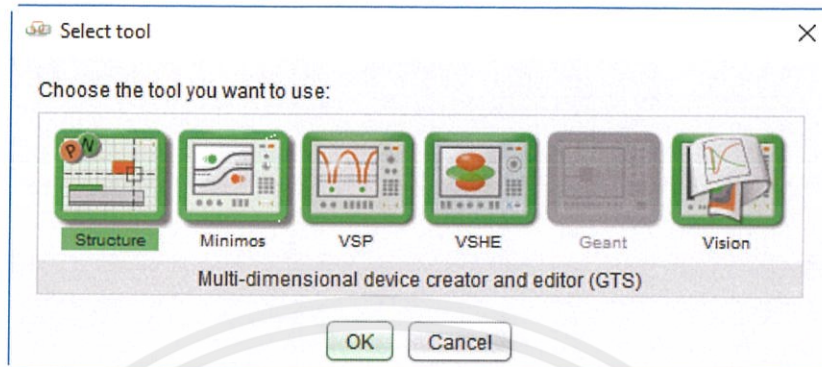 Select tool
Choose the tool you want to use:
P N
Structure Minimos VSP VSHE Geant Vision
Multi-dimensional device creator and editor (GTS)
OK Cancel